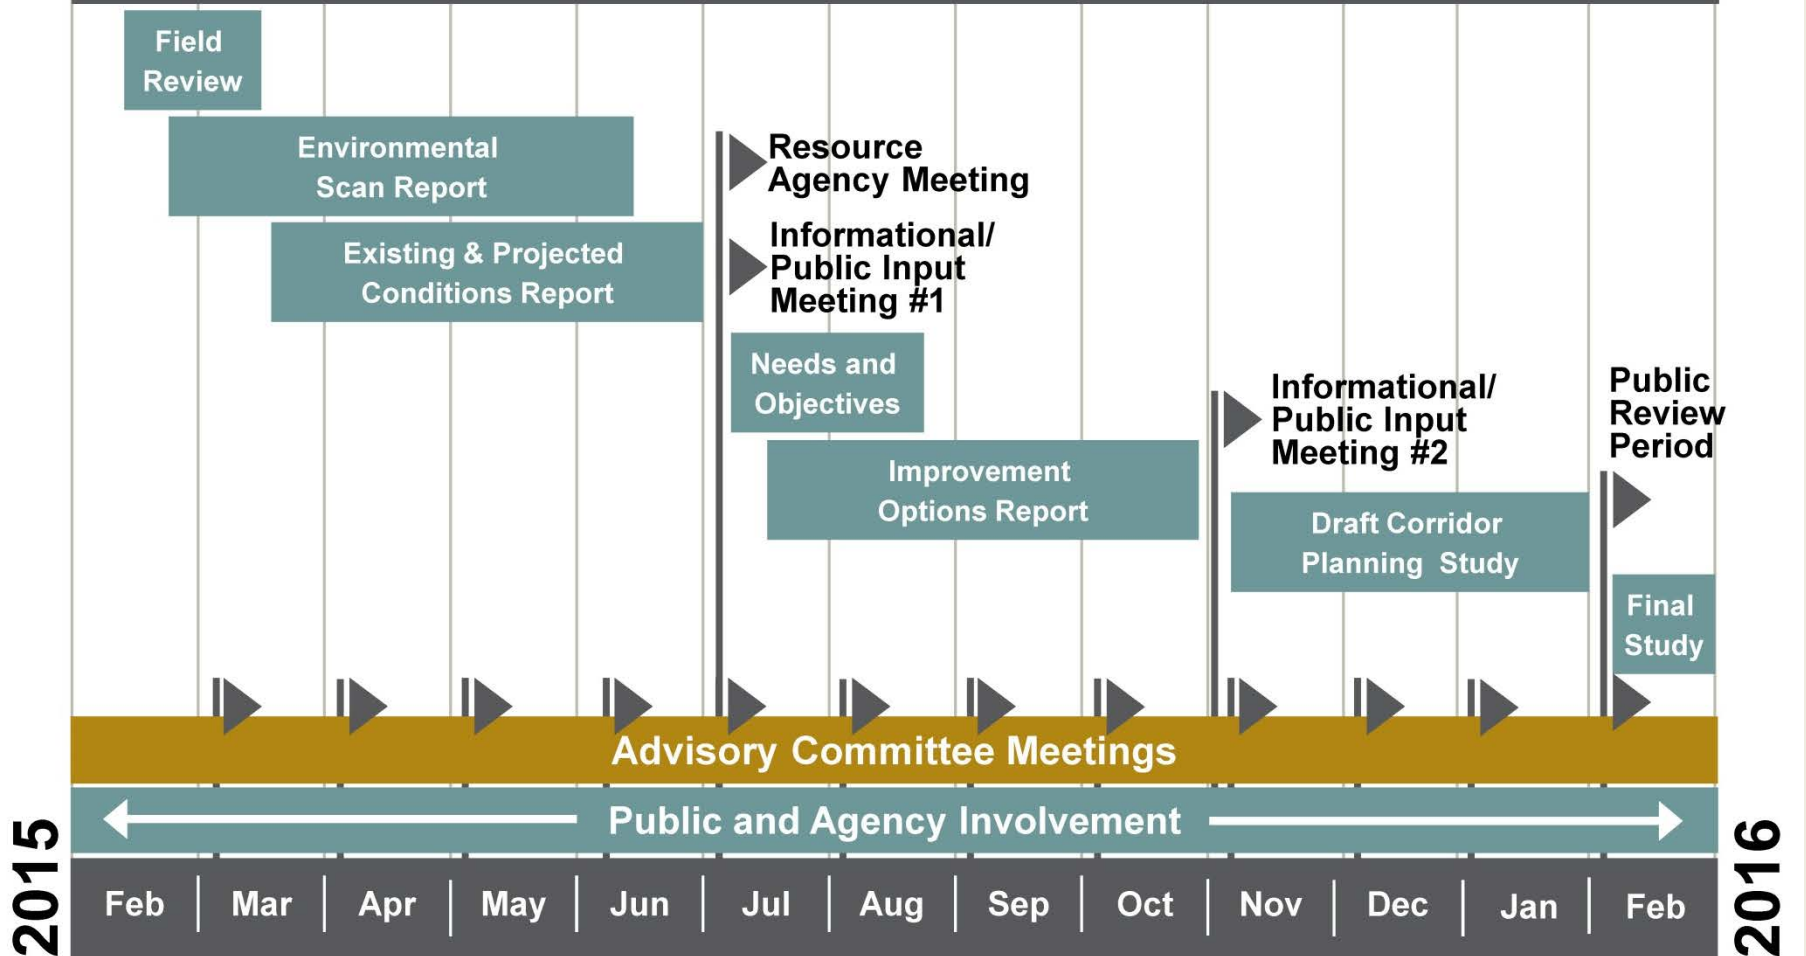 Field
Review
Environmental
Scan Report
Resource
Agency Meeting
Existing & Projected
Conditions Report
Informational/
Public Input
Meeting #1
Needs and
Objectives
Informational/
Public Input
Meeting #2
Public
Review
Period
Improvement
Options Report
Draft Corridor
Planning Study
Final
Study
Advisory Committee Meetings
Public and Agency Involvement
2015
Feb Mar Apr May Jun Jul Aug Sep Oct Nov Dec Jan Feb
2016